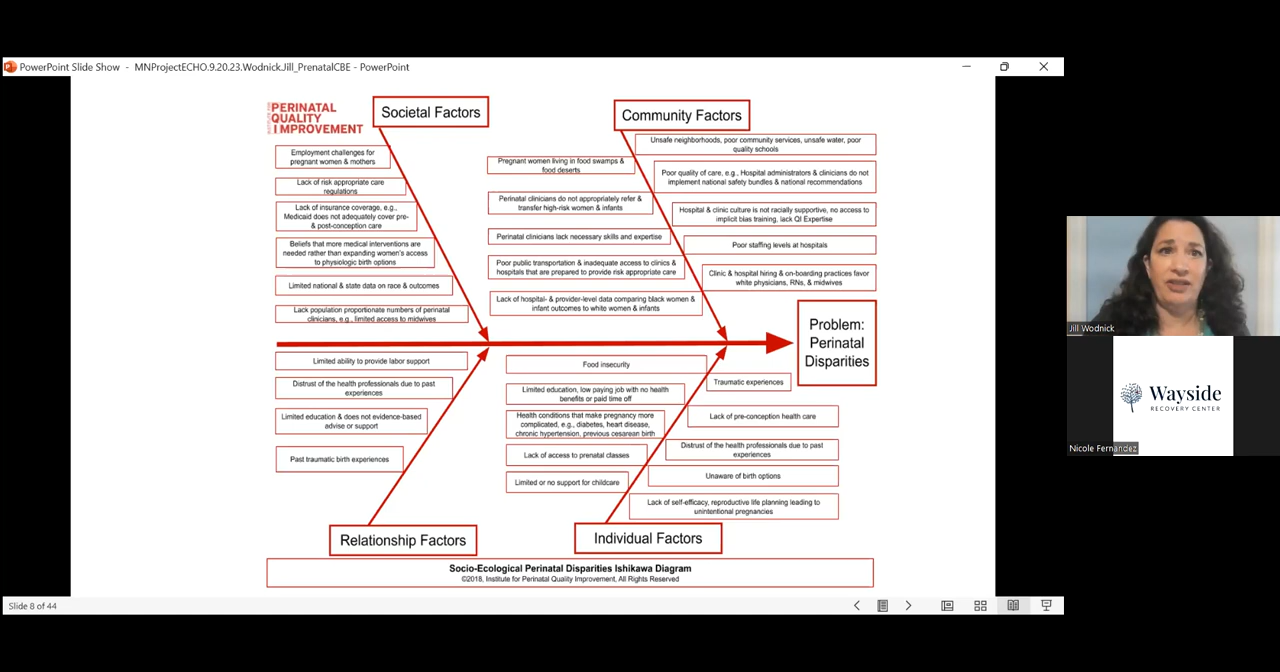 PowerPoint Slide Show - MNProjectECHO.9.20.23.Wodnick.Jill_PrenatalCBE - PowerPoint
INSTITUTE FOR
PERINATAL
QUALITY
IMPROVEMENT
Societal Factors
Employment challenges for
pregnant women & mothers
Lack of risk appropriate care
regulations
Lack of insurance coverage, e.g.,
Medicaid does not adequately cover pre-
& post-conception care
Beliefs that more medical interventions are
needed rather than expanding women's access
to physiologic birth options
Limited national & state data on race & outcomes
Lack population proportionate numbers of perinatal
clinicians, e.g., limited access to midwives
Community Factors
Pregnant women living in food swamps &
food deserts
Perinatal clinicians do not appropriately refer &
transfer high-risk women & infants
Perinatal clinicians lack necessary skills and expertise
Poor public transportation & inadequate access to clinics &
hospitals that are prepared to provide risk appropriate care
Lack of hospital- & provider-level data comparing black women &
infant outcomes to white women & infants
Unsafe neighborhoods, poor community services, unsafe water, poor
quality schools
Poor quality of care, e.g., Hospital administrators & clinicians do not
implement national safety bundles & national recommendations
Hospital & clinic culture is not racially supportive, no access to
implicit bias training, lack QI Expertise
Poor staffing levels at hospitals
Clinic & hospital hiring & on-boarding practices favor
white physicians, RNs, & midwives
Problem:
Perinatal
Disparities
Limited ability to provide labor support
Distrust of the health professionals due to past
experiences
Limited education & does not evidence-based
advise or support
Past traumatic birth experiences
Relationship Factors
Food insecurity
Limited education, low paying job with no health
benefits or paid time off
Health conditions that make pregnancy more
complicated, e.g., diabetes, heart disease,
chronic hypertension, previous cesarean birth
Lack of access to prenatal classes
Limited or no support for childcare
Traumatic experiences
Lack of pre-conception health care
Distrust of the health professionals due to past
experiences
Unaware of birth options
Lack of self-efficacy, reproductive life planning leading to
unintentional pregnancies
Individual Factors
Socio-Ecological Perinatal Disparities Ishikawa Diagram
©2018, Institute for Perinatal Quality Improvement, All Rights Reserved
Slide 8 of 44
Jill Wodnick
Wayside
RECOVERY CENTER
Nicole Fernandez